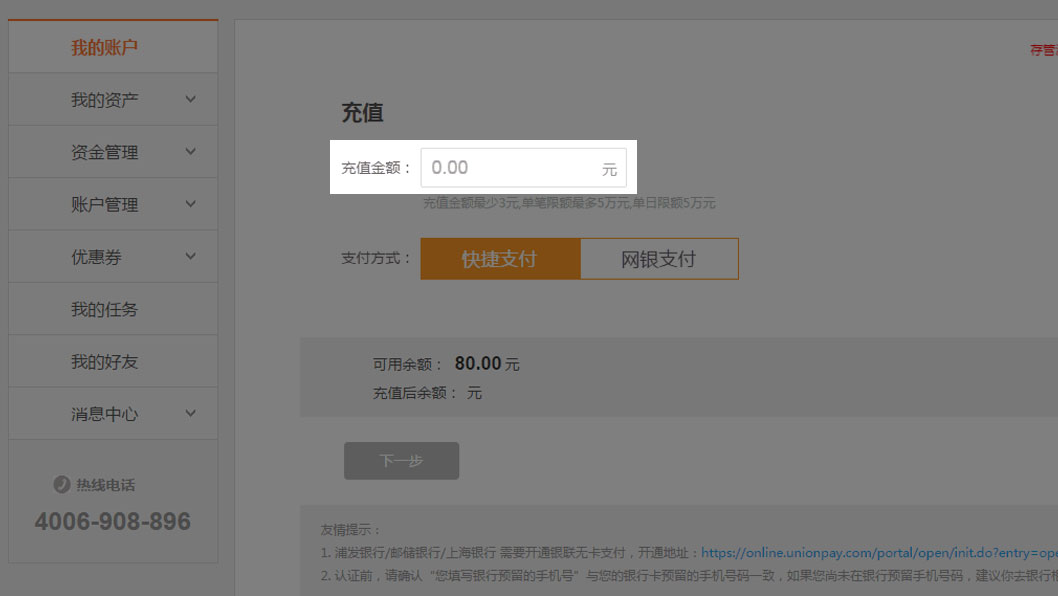 我的账户
我的资产
资金管理
账户管理
优惠券
我的任务
我的好友
消息中心
热线电话
4006-908-896
存管
充值
充值金额： 0.00 元
充值金额最少3元,单笔限额最多5万元,单日限额5万元
支付方式： 快捷支付 网银支付
可用余额： 80.00 元
充值后余额： 元
下一步
友情提示：
1. 浦发银行/邮储银行/上海银行 需要开通银联无卡支付，开通地址：https://online.unionpay.com/portal/open/init.do?entry=ope
2. 认证前，请确认“您填写银行预留的手机号”与您的银行卡预留的手机号码一致，如果您尚未在银行预留手机号码，建议你去银行